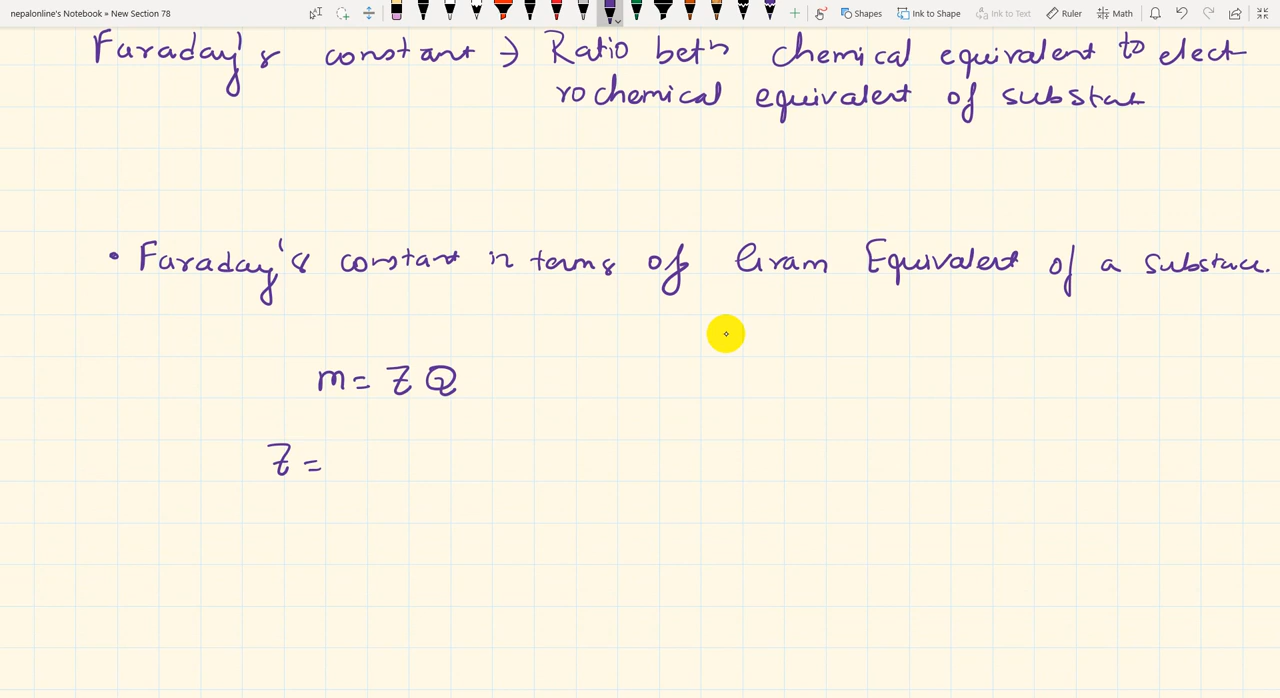 nepalonline's Notebook » New Section 78
Shapes Ink to Shape Ink to Text Ruler Math
Faraday's constant → Ratio betn chemical equivalent to elect
rochemical equivalent of substan
• Faraday's constant in terms of Gram Equivalent of a substace.
m = Z Q
Z =